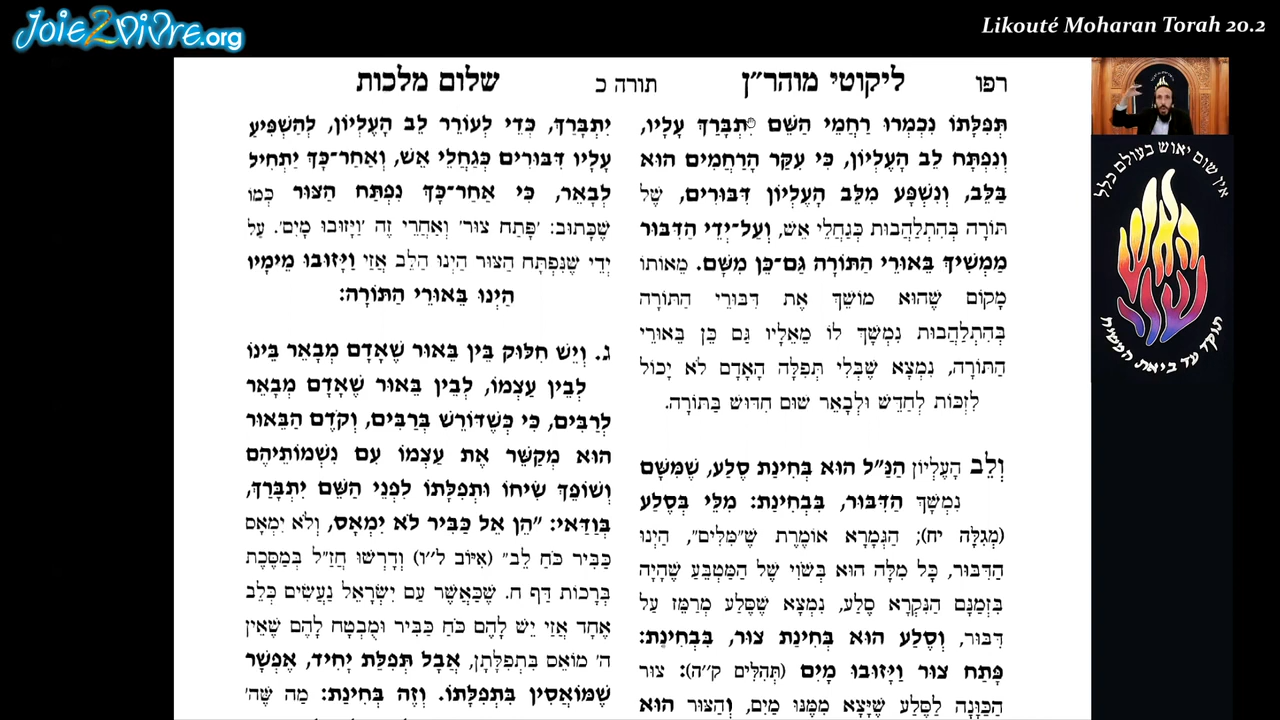 Joie2vivre.org
Likouté Moharan Torah 20.2
רפו
ליקוטי מוהר״ן
תורה כ
שלום מלכות
תְּפִלָּתוֹ נִכְמְרוּ רַחֲמֵי הַשֵּׁם יִתְבָּרַךְ עָלָיו,
וְנִפְתָּח לֵב הָעֶלְיוֹן, כִּי עִקַּר הָרַחֲמִים הוּא
בַּלֵּב, וְנִשְׁפָּע מִלֵּב הָעֶלְיוֹן דִּבּוּרִים, שֶׁל
תּוֹרָה בְּהִתְלַהֲבוּת כְּגַחֲלֵי אֵשׁ, וְעַל־יְדֵי הַדִּבּוּר
מַמְשִׁיךְ בֵּאוּרֵי הַתּוֹרָה גַּם־כֵּן מִשָּׁם. מֵאוֹתוֹ
מָקוֹם שֶׁהוּא מוֹשֵׁךְ אֶת דִּבּוּרֵי הַתּוֹרָה
בְּהִתְלַהֲבוּת נִמְשָׁךְ לוֹ מֵאֵלָיו גַּם כֵּן בֵּאוּרֵי
הַתּוֹרָה, נִמְצָא שֶׁבְּלִי תְּפִלָּה הָאָדָם לֹא יָכוֹל
לִזְכּוֹת לְחַדֵּשׁ וּלְבָאֵר שׁוּם חִדּוּשׁ בַּתּוֹרָה.
וְלֵב הָעֶלְיוֹן הַנַּ״ל הוּא בְּחִינַת סֶלַע, שֶׁמִּשָּׁם
נִמְשָׁךְ הַדִּבּוּר, בִּבְחִינַת: מִלֵּי בְּסֶלַע
(מְגִלָּה יח); הַגְּמָרָא אוֹמֶרֶת שֶׁ״מִּלִּים״, הַיְנוּ
הַדִּבּוּר, כָּל מִלָּה הוּא בְּשֹׁוִי שֶׁל הַמַּטְבֵּעַ שֶׁהָיָה
בִּזְמַנָּם הַנִּקְרָא סֶלַע, נִמְצָא שֶׁסֶּלַע מְרַמֵּז עַל
דִּבּוּר, וְסֶלַע הוּא בְּחִינַת צוּר, בִּבְחִינַת:
פָּתַח צוּר וַיָּזוּבוּ מָיִם (תְּהִלִּים ק״ה): צוּר
הַכַּוָּנָה לַסֶּלַע שֶׁיָּצָא מִמֶּנּוּ מַיִם, וְהַצּוּר הוּא
יִתְבָּרַךְ, כְּדֵי לְעוֹרֵר לֵב הָעֶלְיוֹן, לְהַשְׁפִּיעַ
עָלָיו דִּבּוּרִים כְּגַחֲלֵי אֵשׁ, וְאַחַר־כָּךְ יַתְחִיל
לְבָאֵר, כִּי אַחַר־כָּךְ נִפְתַּח הַצּוּר כְּמוֹ
שֶׁכָּתוּב: ׳פָּתַח צוּר׳ וְאַחֲרֵי זֶה ׳וַיָּזוּבוּ מָיִם׳. עַל
יְדֵי שֶׁנִּפְתָּח הַצּוּר הַיְנוּ הַלֵּב אֲזַי וַיָּזוּבוּ מֵימָיו
הַיְנוּ בֵּאוּרֵי הַתּוֹרָה:
ג. וְיֵשׁ חִלּוּק בֵּין בֵּאוּר שֶׁאָדָם מְבָאֵר בֵּינוֹ
לְבֵין עַצְמוֹ, לְבֵין בֵּאוּר שֶׁאָדָם מְבָאֵר
לְרַבִּים, כִּי כְּשֶׁדּוֹרֵשׁ בְּרַבִּים, וְקֹדֶם הַבֵּאוּר
הוּא מְקַשֵּׁר אֶת עַצְמוֹ עִם נִשְׁמוֹתֵיהֶם
וְשׁוֹפֵךְ שִׂיחוֹ וּתְפִלָּתוֹ לִפְנֵי הַשֵּׁם יִתְבָּרַךְ,
בְּוַדַּאי: ״הֵן אֵל כַּבִּיר לֹא יִמְאָס, וְלֹא יִמְאָס
כַּבִּיר כֹּחַ לֵב״ (אִיּוֹב ל״ו) וְדָרְשׁוּ חֲזַ״ל בְּמַסֶּכֶת
בְּרָכוֹת דַּף ח. שֶׁכַּאֲשֶׁר עַם יִשְׂרָאֵל נַעֲשִׂים כְּלֵב
אֶחָד אֲזַי יֵשׁ לָהֶם כֹּחַ כַּבִּיר וּמֻבְטָח לָהֶם שֶׁאֵין
ה׳ מוֹאֵס בִּתְפִלָּתָן, אֲבָל תְּפִלַּת יָחִיד, אֶפְשָׁר
שֶׁמּוֹאֲסִין בִּתְפִלָּתוֹ. וְזֶה בְּחִינַת: מַה שֶּׁה׳
אין שום יאוש בעולם כלל
תוקד עד ביאת המשיח